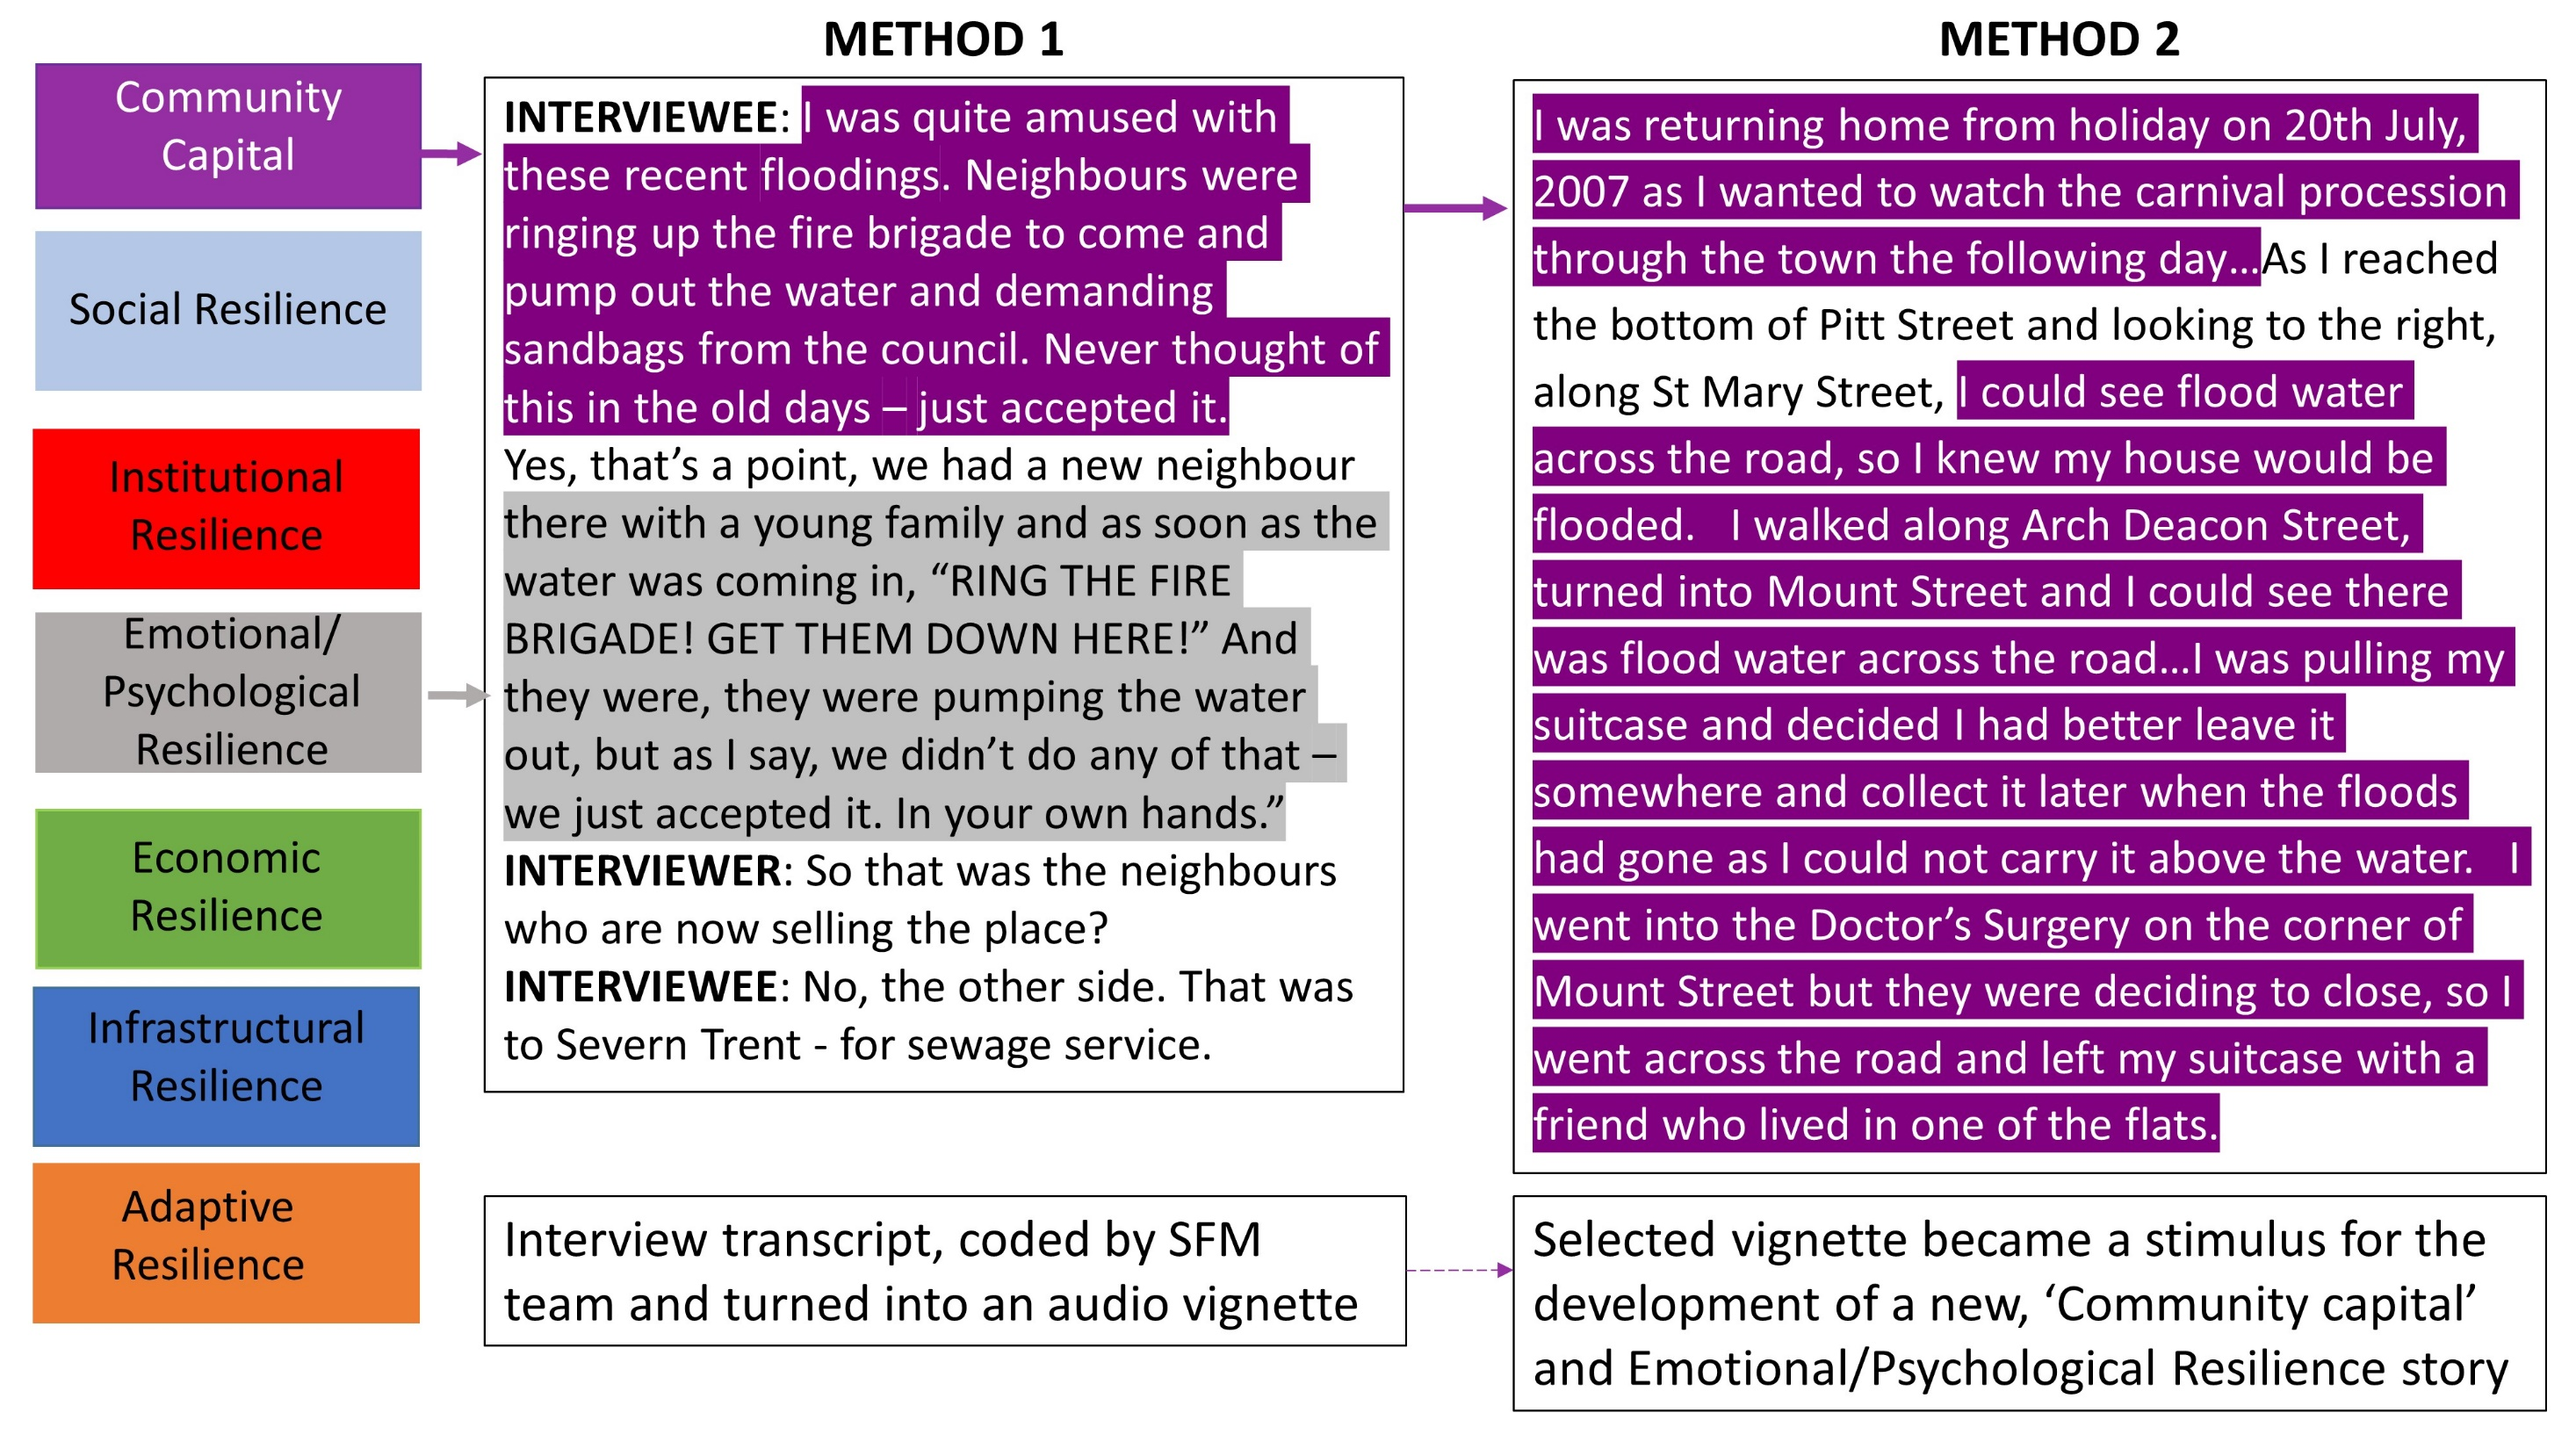 METHOD 1
METHOD 2
Community
Capital
Social Resilience
Institutional
Resilience
Emotional/
Psychological
Resilience
Economic
Resilience
Infrastructural
Resilience
Adaptive
Resilience
INTERVIEWEE: I was quite amused with
these recent floodings. Neighbours were
ringing up the fire brigade to come and
pump out the water and demanding
sandbags from the council. Never thought of
this in the old days – just accepted it.
Yes, that’s a point, we had a new neighbour
there with a young family and as soon as the
water was coming in, “RING THE FIRE
BRIGADE! GET THEM DOWN HERE!” And
they were, they were pumping the water
out, but as I say, we didn’t do any of that –
we just accepted it. In your own hands.”
INTERVIEWER: So that was the neighbours
who are now selling the place?
INTERVIEWEE: No, the other side. That was
to Severn Trent - for sewage service.
I was returning home from holiday on 20th July,
2007 as I wanted to watch the carnival procession
through the town the following day…As I reached
the bottom of Pitt Street and looking to the right,
along St Mary Street, I could see flood water
across the road, so I knew my house would be
flooded. I walked along Arch Deacon Street,
turned into Mount Street and I could see there
was flood water across the road…I was pulling my
suitcase and decided I had better leave it
somewhere and collect it later when the floods
had gone as I could not carry it above the water. I
went into the Doctor’s Surgery on the corner of
Mount Street but they were deciding to close, so I
went across the road and left my suitcase with a
friend who lived in one of the flats.
Interview transcript, coded by SFM
team and turned into an audio vignette
Selected vignette became a stimulus for the
development of a new, ‘Community capital’
and Emotional/Psychological Resilience story